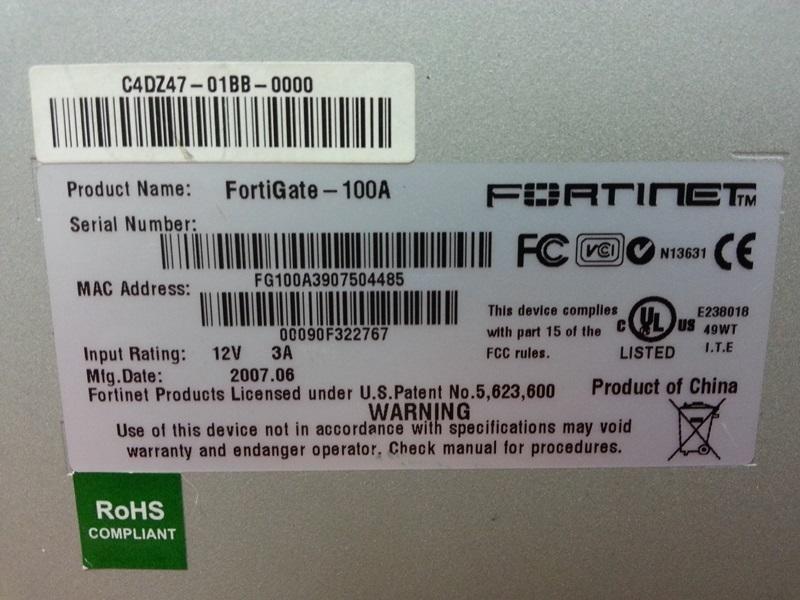 C4DZ47-01BB-0000
Product Name: FortiGate-100A
FORTINET TM
Serial Number:
FG100A3907504485
FC VCI N13631 CE
MAC Address:
00090F322767
This device complies
with part 15 of the
FCC rules.
C UL US
LISTED
E238018
49WT
I.T.E
Input Rating: 12V 3A
Mfg.Date: 2007.06
Fortinet Products Licensed under U.S.Patent No.5,623,600
Product of China
WARNING
Use of this device not in accordance with specifications may void
warranty and endanger operator. Check manual for procedures.
RoHS
COMPLIANT